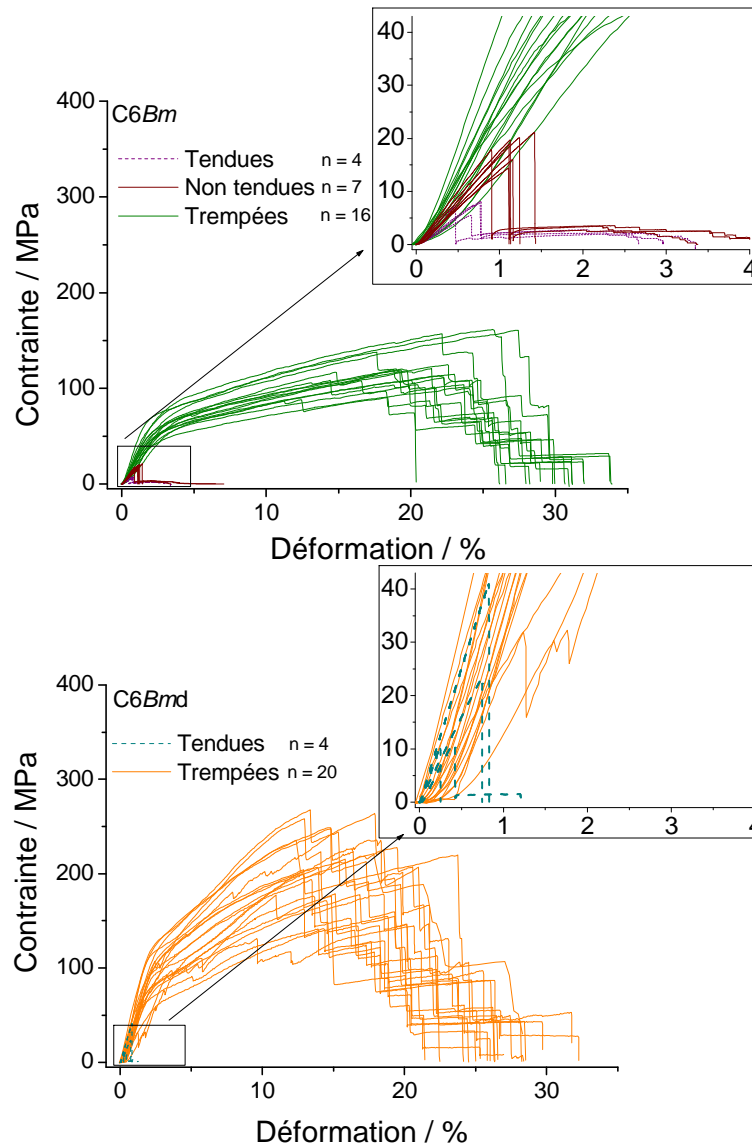 40
30
20
10
0
0 1 2 3 4
400
300
200
100
0
C6Bm
Tendues n = 4
Non tendues n = 7
Trempées n = 16
Contrainte / MPa
0 10 20 30
Déformation / %
40
30
20
10
0
0 1 2 3 4
400
300
200
100
0
C6Bmd
Tendues n = 4
Trempées n = 20
Contrainte / MPa
0 10 20 30
Déformation / %